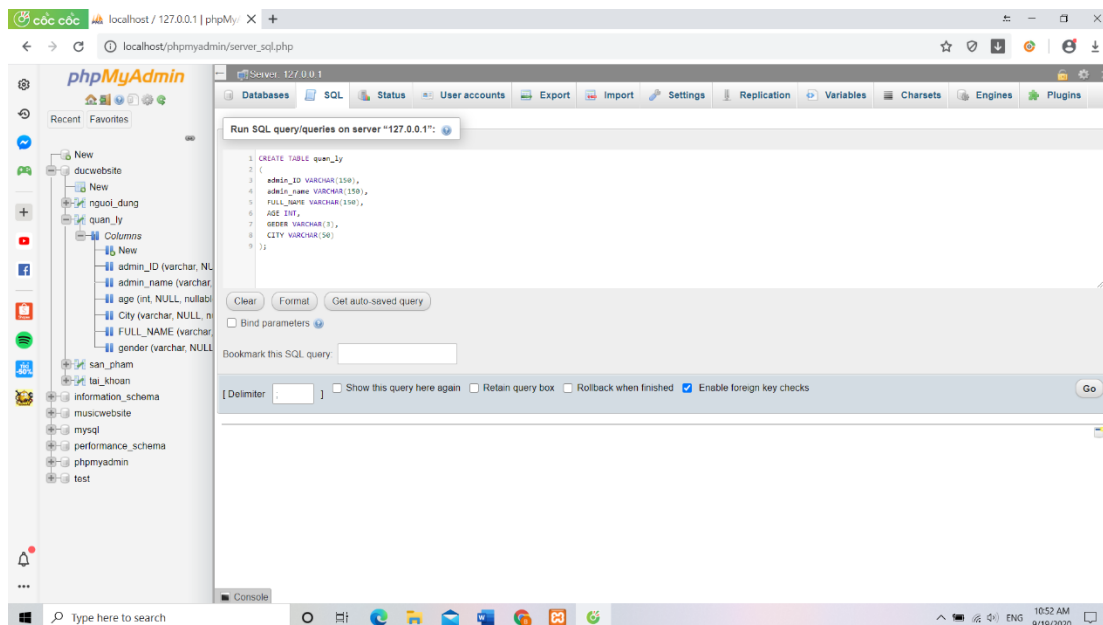 cốc cốc
localhost / 127.0.0.1 | phpMy
localhost/phpmyadmin/server_sql.php
phpMyAdmin
Recent Favorites
New
ducwebsite
New
nguoi_dung
quan_ly
Columns
New
admin_ID (varchar, NU
admin_name (varchar,
age (int, NULL, nullabl
City (varchar, NULL, n
FULL_NAME (varchar,
gender (varchar, NULL
san_pham
tai_khoan
information_schema
musicwebsite
mysql
performance_schema
phpmyadmin
test
Server: 127.0.0.1
Databases SQL Status User accounts Export Import Settings Replication Variables Charsets Engines Plugins
Run SQL query/queries on server “127.0.0.1”:
1 CREATE TABLE quan_ly
2 (
3 admin_ID VARCHAR(150),
4 admin_name VARCHAR(150),
5 FULL_NAME VARCHAR(150),
6 AGE INT,
7 GEDER VARCHAR(3),
8 CITY VARCHAR(50)
9 );
Clear Format Get auto-saved query
Bind parameters
Bookmark this SQL query:
[ Delimiter ; ] Show this query here again Retain query box Rollback when finished Enable foreign key checks Go
Console
Type here to search
ENG 10:52 AM
9/19/2020